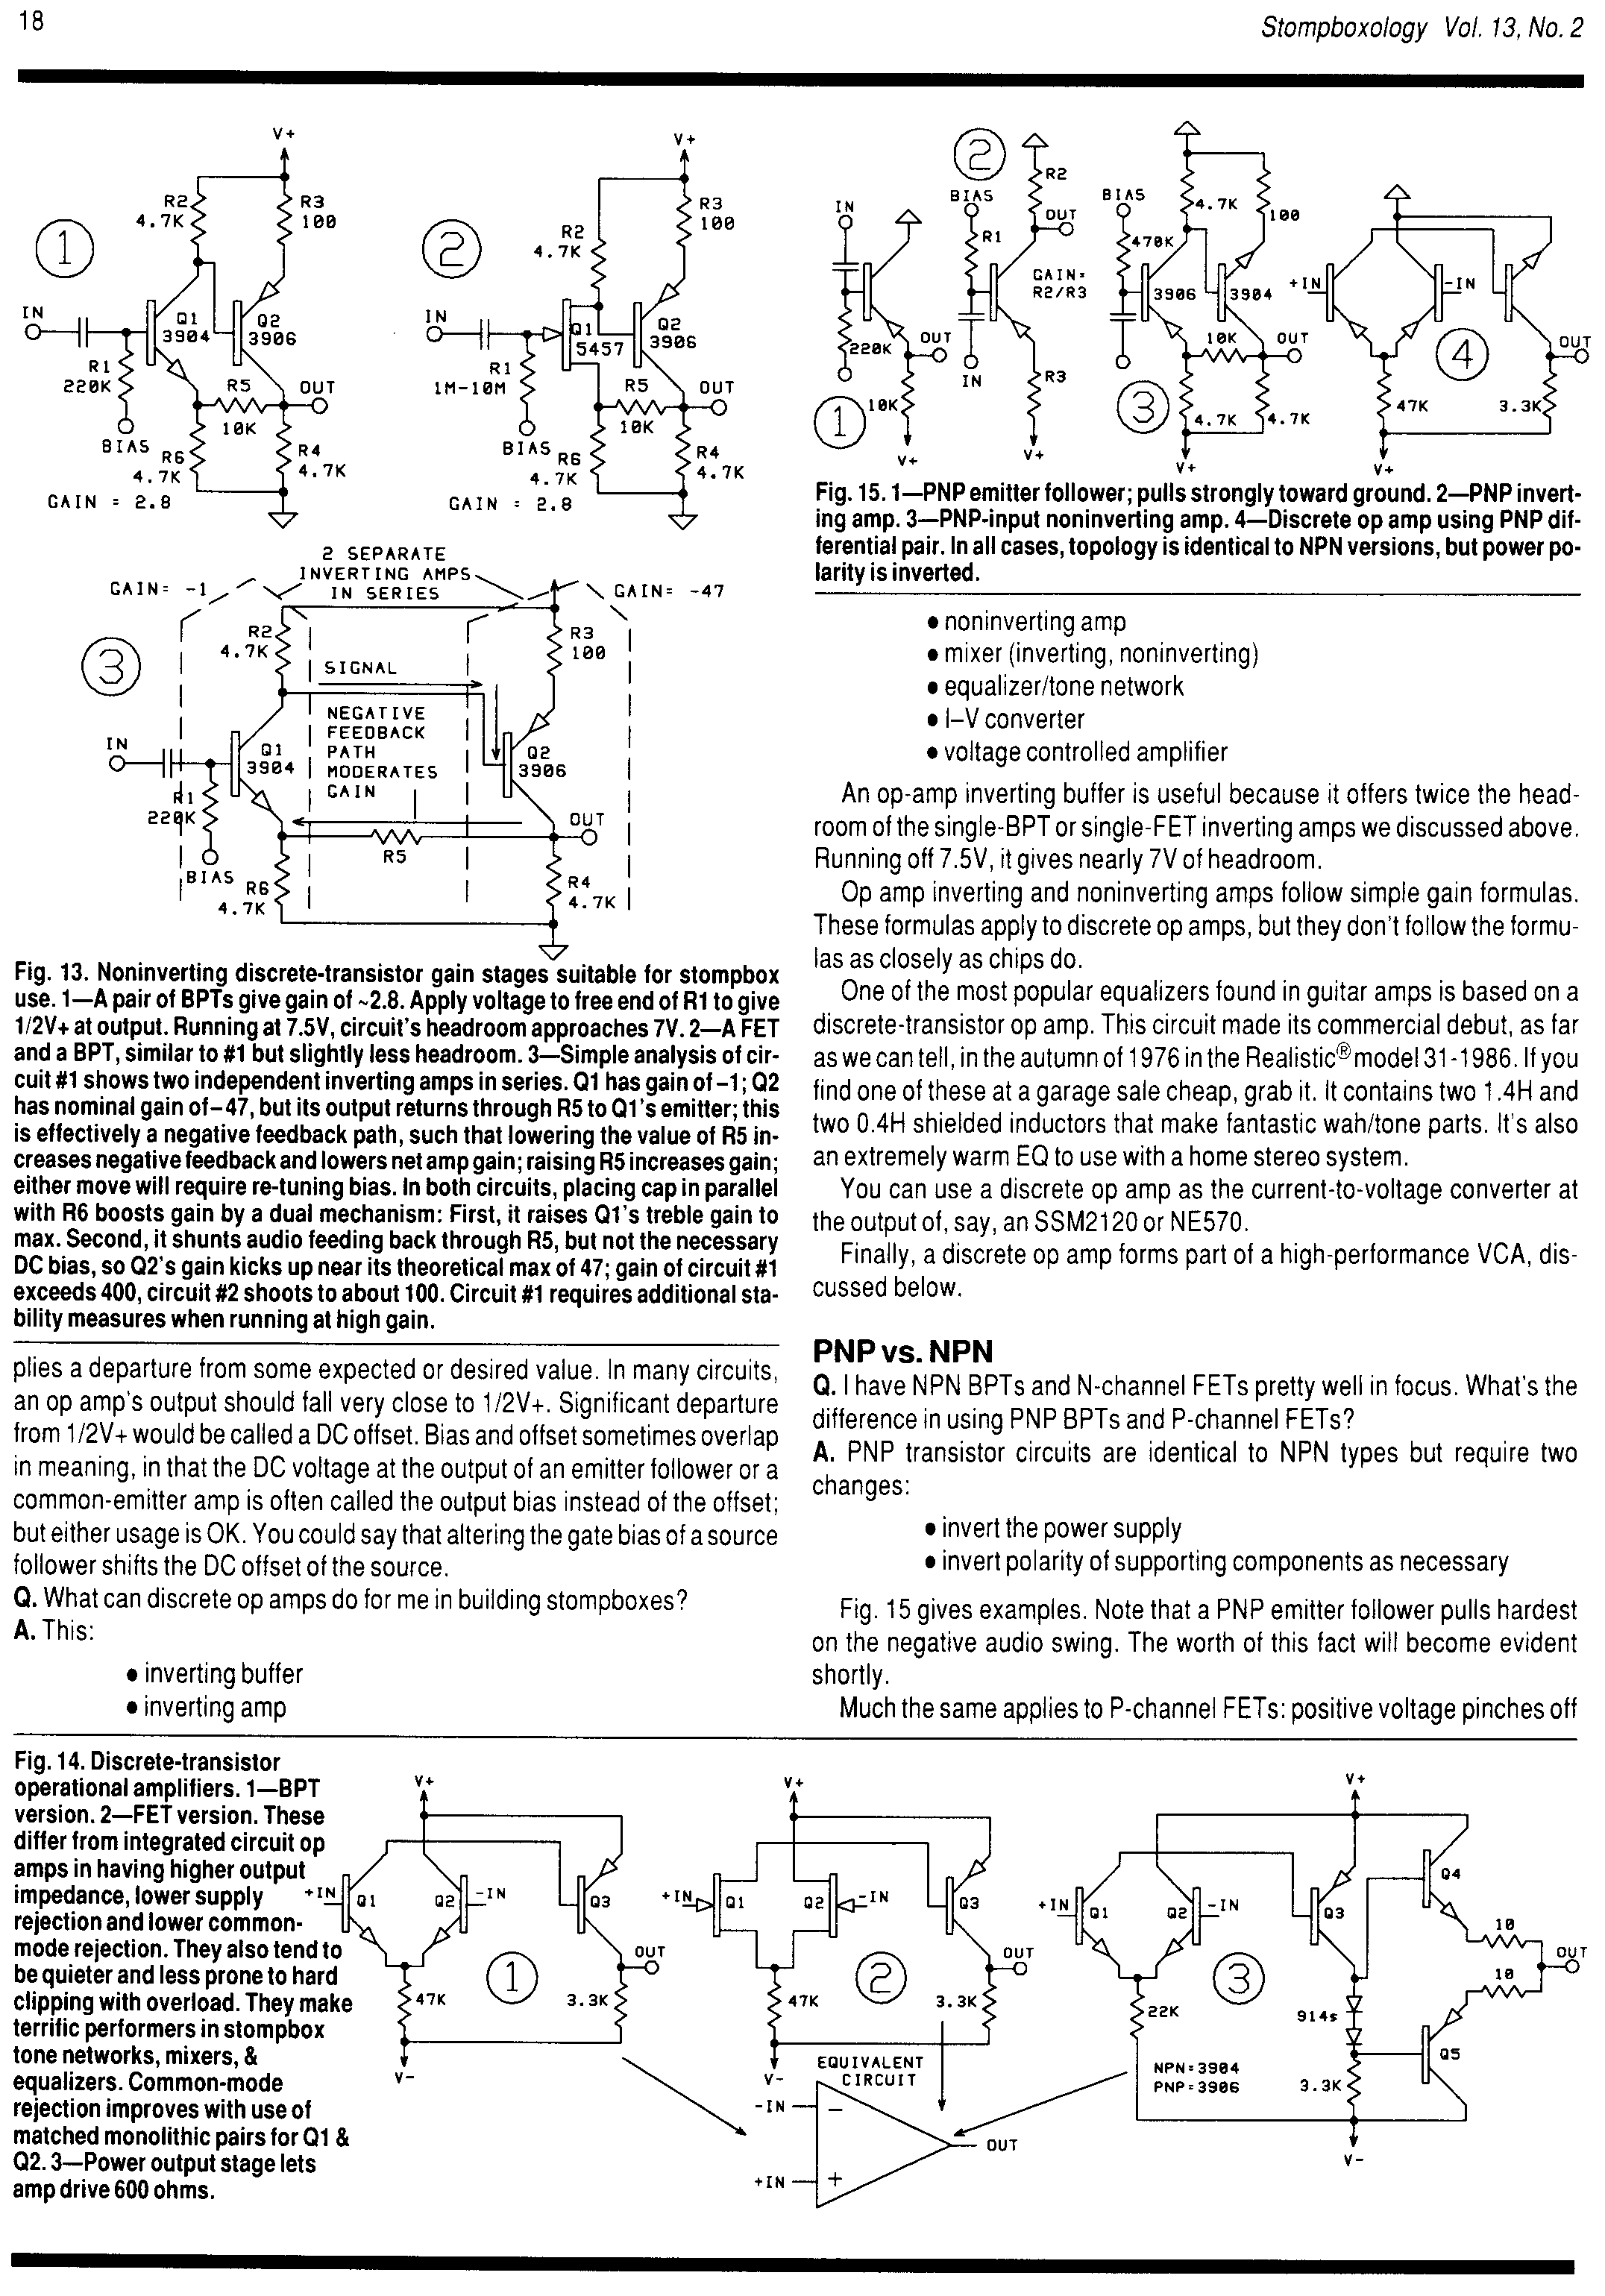 18
Stompboxology Vol. 13, No. 2
V+
R2
4.7K
R3
100
1
IN
Q1
3904
Q2
3906
R1
220K
R5
OUT
10K
BIAS
R6
4.7K
R4
4.7K
GAIN = 2.8
V+
R3
100
R2
4.7K
2
IN
Q1
5457
Q2
3906
R1
1M-10M
R5
OUT
10K
BIAS
R6
4.7K
R4
4.7K
GAIN = 2.8
2 SEPARATE
INVERTING AMPS
IN SERIES
GAIN= -1
GAIN= -47
R2
4.7K
R3
100
3
SIGNAL
NEGATIVE
FEEDBACK
PATH
MODERATES
GAIN
IN
Q1
3904
Q2
3906
R1
220K
OUT
R5
BIAS
R6
4.7K
R4
4.7K
Fig. 13. Noninverting discrete-transistor gain stages suitable for stompbox
use. 1—A pair of BPTs give gain of ~2.8. Apply voltage to free end of R1 to give
1/2V+ at output. Running at 7.5V, circuit's headroom approaches 7V. 2—A FET
and a BPT, similar to #1 but slightly less headroom. 3—Simple analysis of cir-
cuit #1 shows two independent inverting amps in series. Q1 has gain of –1; Q2
has nominal gain of –47, but its output returns through R5 to Q1's emitter; this
is effectively a negative feedback path, such that lowering the value of R5 in-
creases negative feedback and lowers net amp gain; raising R5 increases gain;
either move will require re-tuning bias. In both circuits, placing cap in parallel
with R6 boosts gain by a dual mechanism: First, it raises Q1's treble gain to
max. Second, it shunts audio feeding back through R5, but not the necessary
DC bias, so Q2's gain kicks up near its theoretical max of 47; gain of circuit #1
exceeds 400, circuit #2 shoots to about 100. Circuit #1 requires additional sta-
bility measures when running at high gain.
plies a departure from some expected or desired value. In many circuits,
an op amp's output should fall very close to 1/2V+. Significant departure
from 1/2V+ would be called a DC offset. Bias and offset sometimes overlap
in meaning, in that the DC voltage at the output of an emitter follower or a
common-emitter amp is often called the output bias instead of the offset;
but either usage is OK. You could say that altering the gate bias of a source
follower shifts the DC offset of the source.
Q. What can discrete op amps do for me in building stompboxes?
A. This:
● inverting buffer
● inverting amp
IN
220K
OUT
1
10K
V+
2
BIAS
R1
R2
OUT
GAIN=
R2/R3
IN
R3
V+
BIAS
470K
4.7K
100
3906
3904
10K
OUT
3
4.7K
4.7K
V+
+IN
-IN
4
OUT
47K
3.3K
V+
Fig. 15. 1—PNP emitter follower; pulls strongly toward ground. 2—PNP invert-
ing amp. 3—PNP-input noninverting amp. 4—Discrete op amp using PNP dif-
ferential pair. In all cases, topology is identical to NPN versions, but power po-
larity is inverted.
● noninverting amp
● mixer (inverting, noninverting)
● equalizer/tone network
● I–V converter
● voltage controlled amplifier
An op-amp inverting buffer is useful because it offers twice the head-
room of the single-BPT or single-FET inverting amps we discussed above.
Running off 7.5V, it gives nearly 7V of headroom.
Op amp inverting and noninverting amps follow simple gain formulas.
These formulas apply to discrete op amps, but they don't follow the formu-
las as closely as chips do.
One of the most popular equalizers found in guitar amps is based on a
discrete-transistor op amp. This circuit made its commercial debut, as far
as we can tell, in the autumn of 1976 in the Realistic® model 31-1986. If you
find one of these at a garage sale cheap, grab it. It contains two 1.4H and
two 0.4H shielded inductors that make fantastic wah/tone parts. It's also
an extremely warm EQ to use with a home stereo system.
You can use a discrete op amp as the current-to-voltage converter at
the output of, say, an SSM2120 or NE570.
Finally, a discrete op amp forms part of a high-performance VCA, dis-
cussed below.
PNP vs. NPN
Q. I have NPN BPTs and N-channel FETs pretty well in focus. What's the
difference in using PNP BPTs and P-channel FETs?
A. PNP transistor circuits are identical to NPN types but require two
changes:
● invert the power supply
● invert polarity of supporting components as necessary
Fig. 15 gives examples. Note that a PNP emitter follower pulls hardest
on the negative audio swing. The worth of this fact will become evident
shortly.
Much the same applies to P-channel FETs: positive voltage pinches off
Fig. 14. Discrete-transistor
operational amplifiers. 1—BPT
version. 2—FET version. These
differ from integrated circuit op
amps in having higher output
impedance, lower supply
rejection and lower common-
mode rejection. They also tend to
be quieter and less prone to hard
clipping with overload. They make
terrific performers in stompbox
tone networks, mixers, &
equalizers. Common-mode
rejection improves with use of
matched monolithic pairs for Q1 &
Q2. 3—Power output stage lets
amp drive 600 ohms.
V+
+IN
Q1
Q2
-IN
Q3
1
OUT
47K
3.3K
V-
V+
+IN
Q1
Q2
-IN
Q3
2
OUT
47K
3.3K
V-
EQUIVALENT
CIRCUIT
-IN
−
OUT
+IN
+
V+
+IN
Q1
Q2
-IN
Q3
Q4
3
10
OUT
10
22K
914s
Q5
NPN=3904
PNP=3906
3.3K
V-